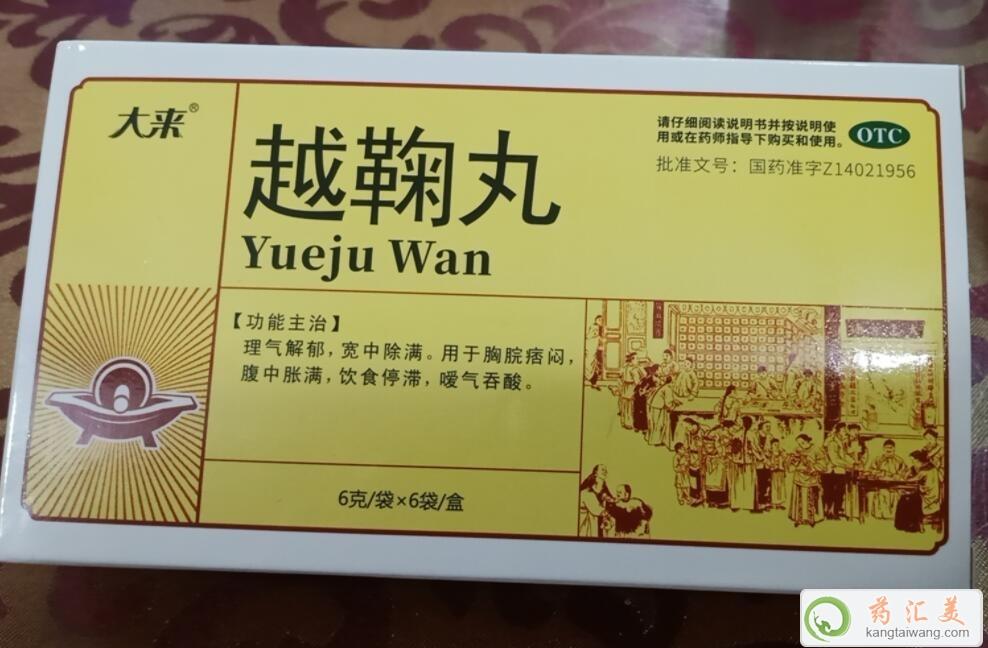 大来®
越鞠丸
Yueju Wan
请仔细阅读说明书并按说明使
用或在药师指导下购买和使用。
OTC
批准文号：国药准字Z14021956
【功能主治】
理气解郁，宽中除满。用于胸脘痞闷，
腹中胀满，饮食停滞，嗳气吞酸。
6克/袋×6袋/盒
药汇美
kangtaiwang.com